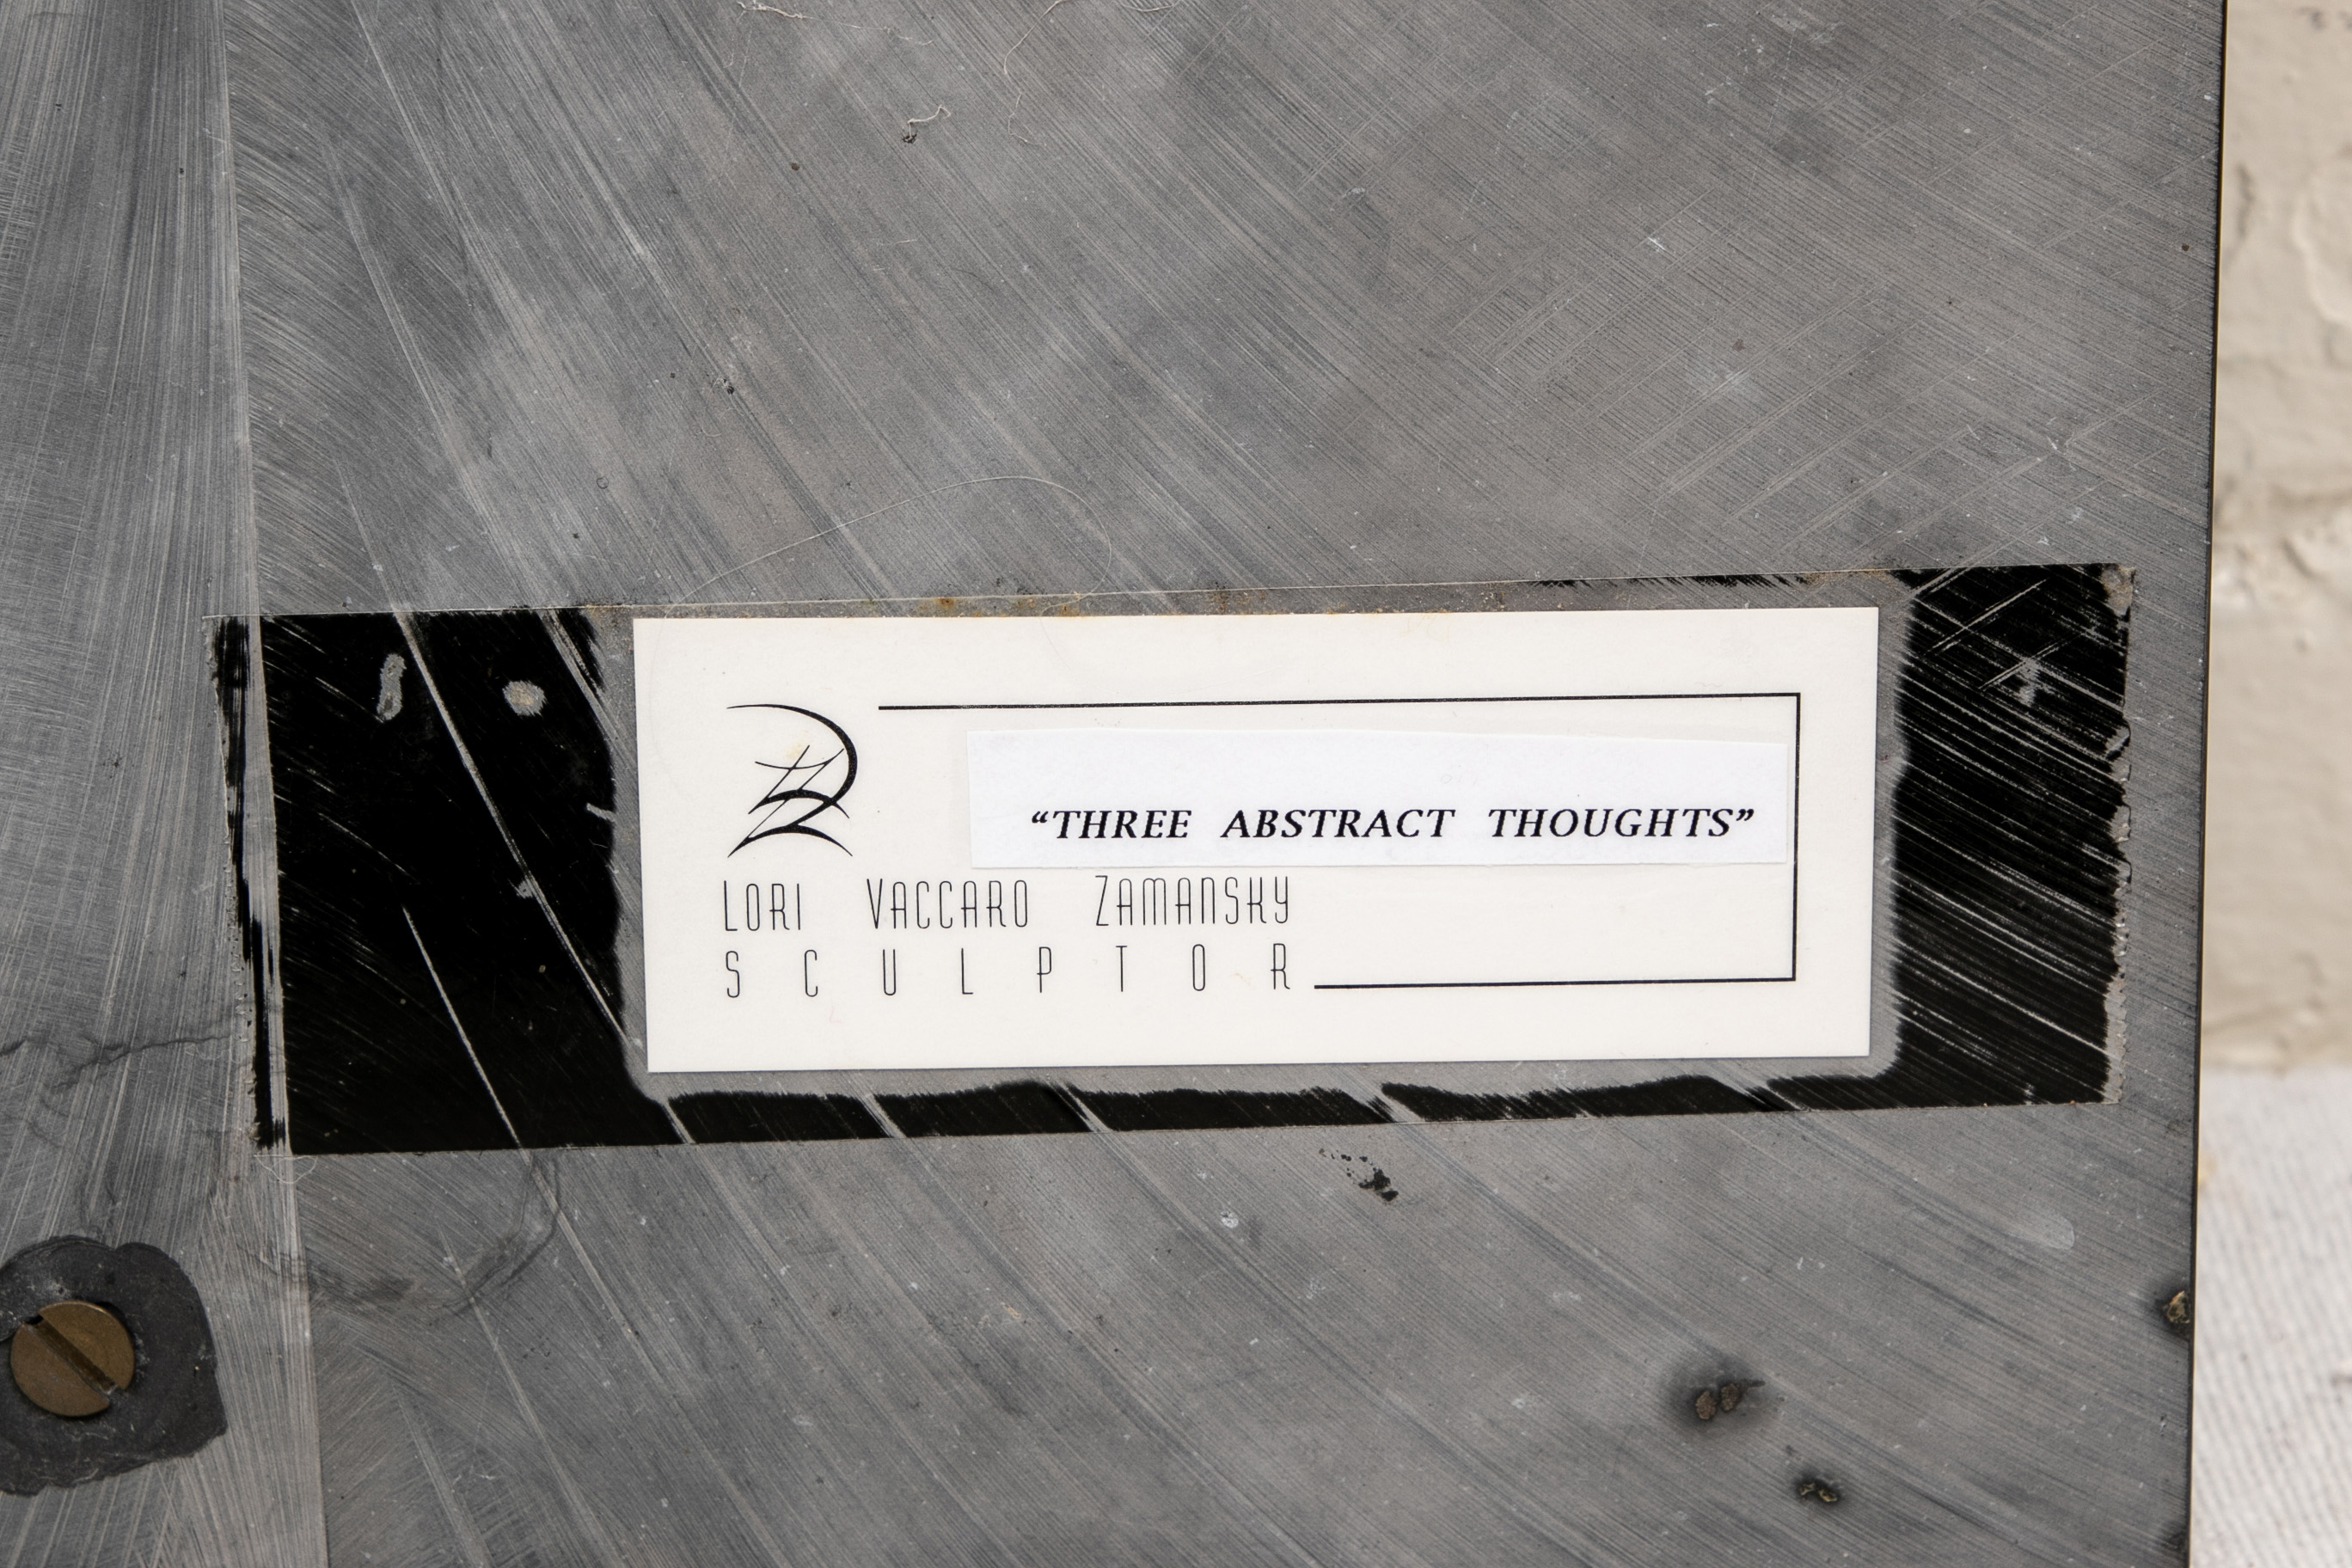 “THREE ABSTRACT THOUGHTS”
LORI VACCARO ZAMANSKY
SCULPTOR